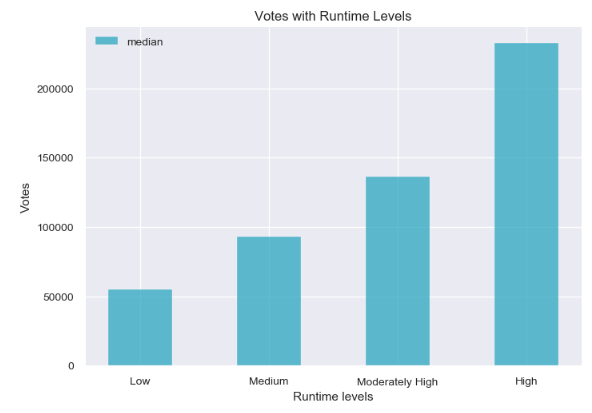 Votes with Runtime Levels
median
200000
150000
100000
50000
0
Votes
Low Medium Moderately High High
Runtime levels